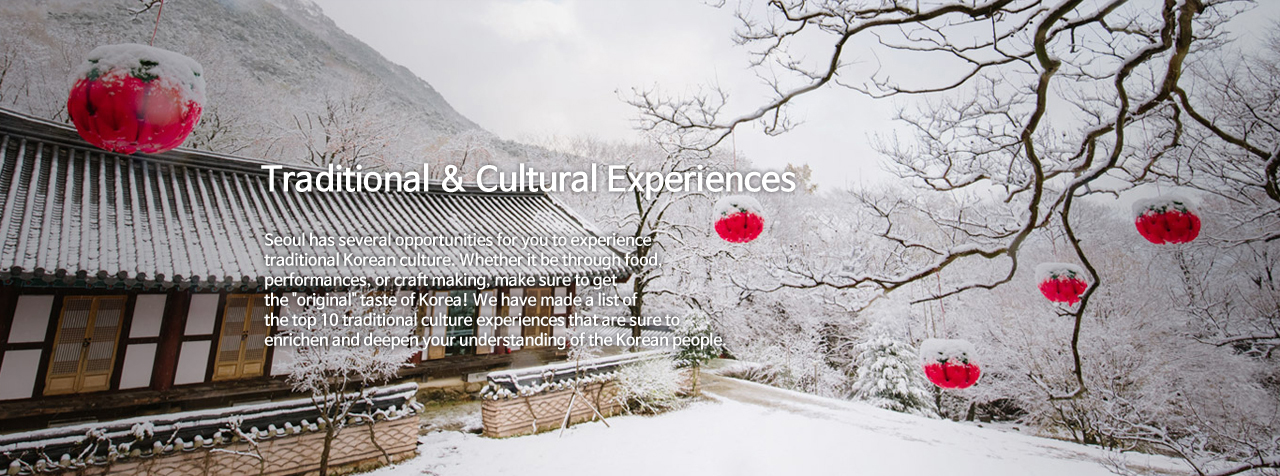 Traditional & Cultural Experiences
Seoul has several opportunities for you to experience
traditional Korean culture. Whether it be through food,
performances, or craft making, make sure to get
the "original" taste of Korea! We have made a list of
the top 10 traditional culture experiences that are sure to
enrichen and deepen your understanding of the Korean people.